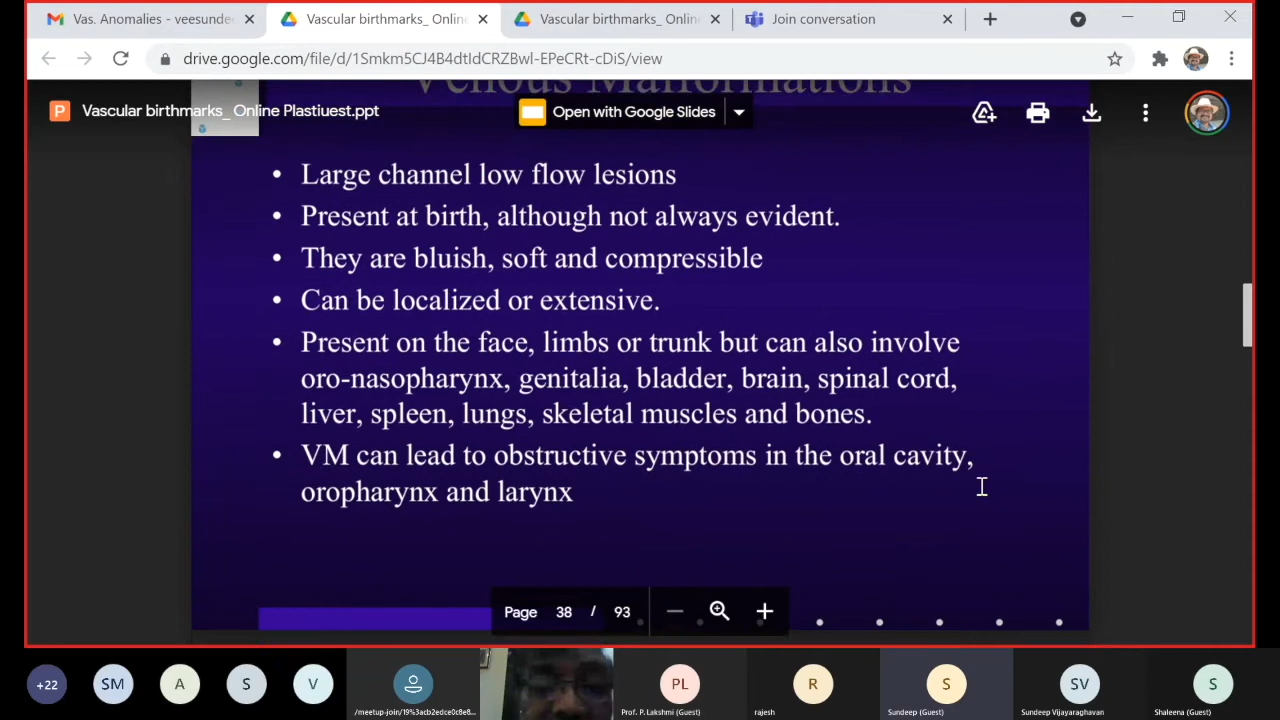 Vas. Anomalies - veesunde
Vascular birthmarks_ Onlin
Vascular birthmarks_ Onlin
Join conversation
drive.google.com/file/d/1Smkm5CJ4B4dtIdCRZBwl-EPeCRt-cDiS/view
Venous Malformations
P
Vascular birthmarks_ Online Plastiuest.ppt
Open with Google Slides
• Large channel low flow lesions
• Present at birth, although not always evident.
• They are bluish, soft and compressible
• Can be localized or extensive.
• Present on the face, limbs or trunk but can also involve
oro-nasopharynx, genitalia, bladder, brain, spinal cord,
liver, spleen, lungs, skeletal muscles and bones.
• VM can lead to obstructive symptoms in the oral cavity,
oropharynx and larynx
Page 38 / 93
+22
SM
A
S
V
/meetup-join/19%3acb2edce0c8e8...
PL
Prof. P. Lakshmi (Guest)
R
rajesh
S
Sundeep (Guest)
SV
Sundeep Vijayaraghavan
S
Shaleena (Guest)